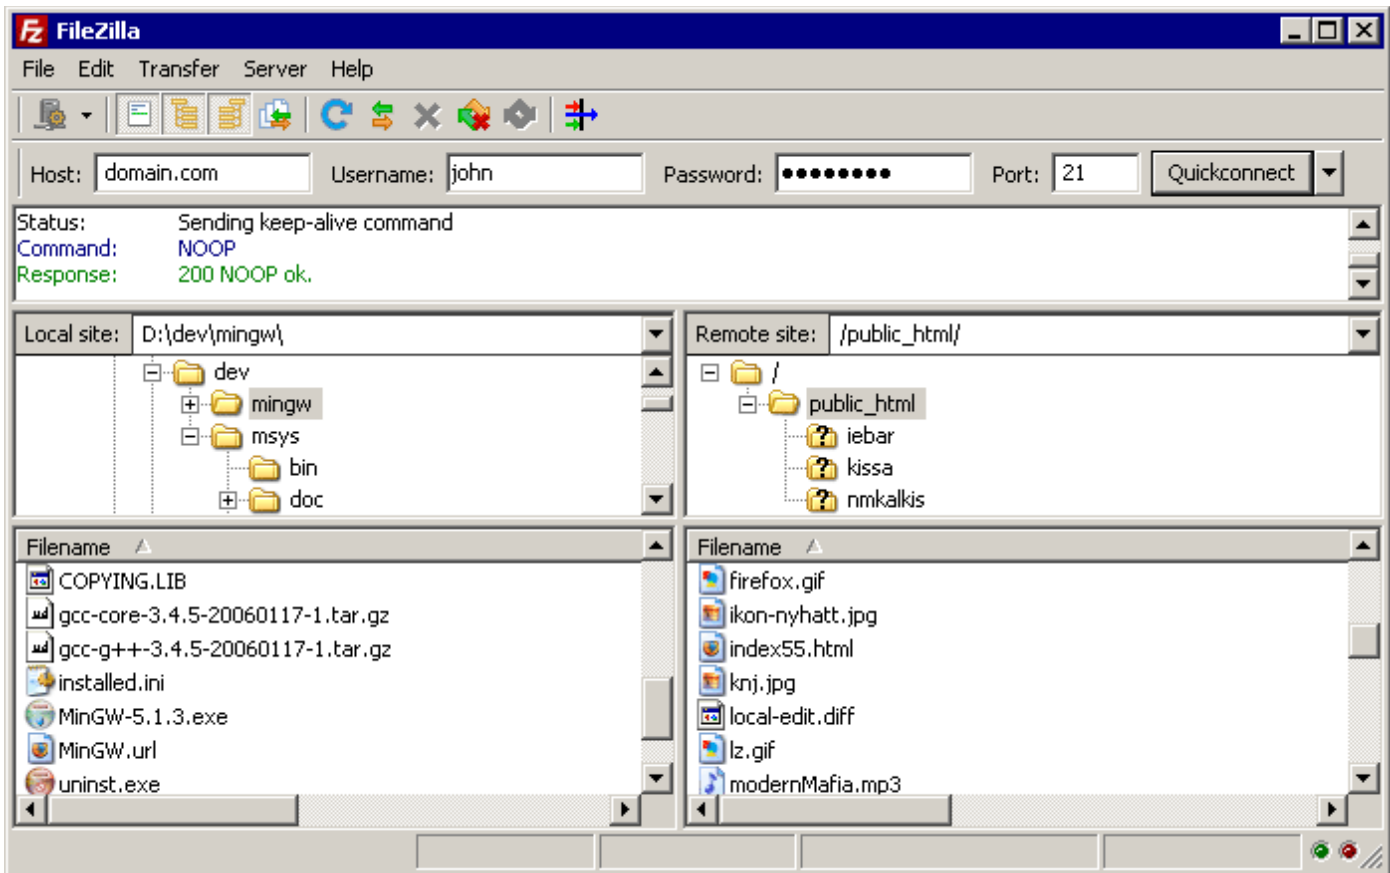 FileZilla
File Edit Transfer Server Help
Host: domain.com Username: john Password: ●●●●●●●● Port: 21 Quickconnect
Status: Sending keep-alive command
Command: NOOP
Response: 200 NOOP ok.
Local site: D:\dev\mingw\
dev
mingw
msys
bin
doc
Remote site: /public_html/
/
public_html
iebar
kissa
nmkalkis
Filename
COPYING.LIB
gcc-core-3.4.5-20060117-1.tar.gz
gcc-g++-3.4.5-20060117-1.tar.gz
installed.ini
MinGW-5.1.3.exe
MinGW.url
uninst.exe
Filename
firefox.gif
ikon-nyhatt.jpg
index55.html
knj.jpg
local-edit.diff
lz.gif
modernMafia.mp3